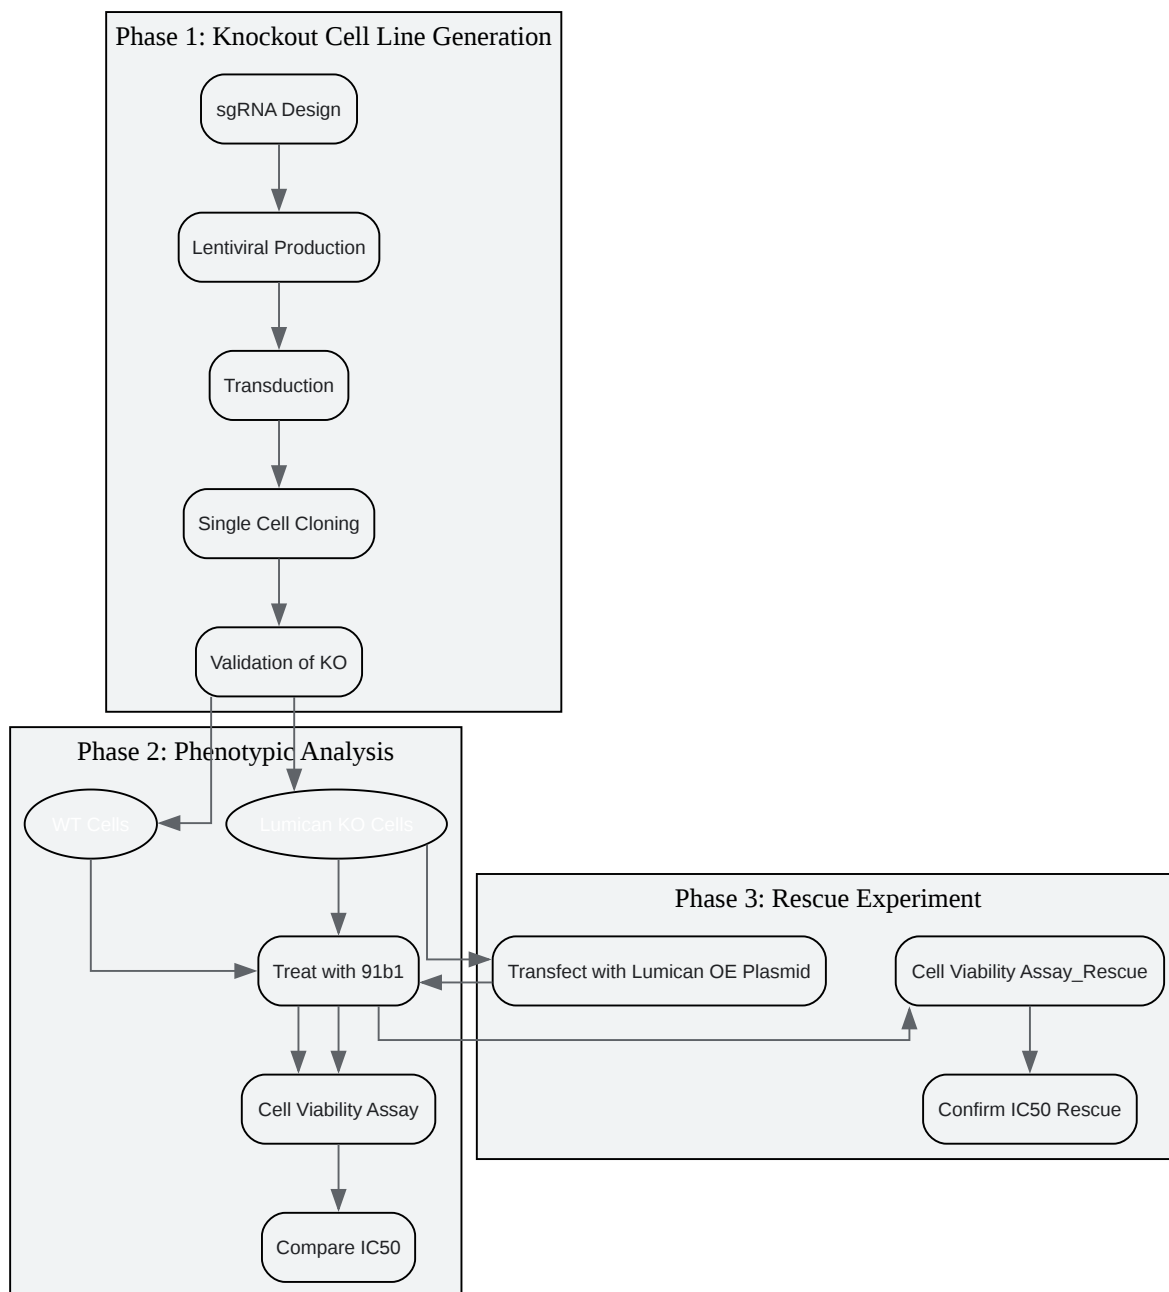 Phase 1: Knockout Cell Line Generation
sgRNA Design
Lentiviral Production
Transduction
Single Cell Cloning
Validation of KO
Phase 2: Phenotypic Analysis
WT Cells
Lumican KO Cells
Phase 3: Rescue Experiment
Treat with 91b1
Transfect with Lumican OE Plasmid
Cell Viability Assay_Rescue
Cell Viability Assay
Confirm IC50 Rescue
Compare IC50